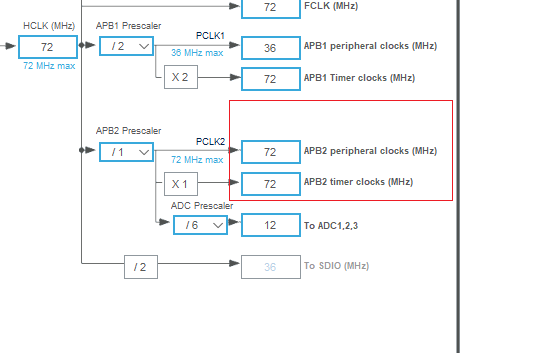 72 FCLK (MHz)
HCLK (MHz) APB1 Prescaler
PCLK1
72 / 2 36 APB1 peripheral clocks (MHz)
36 MHz max
72 MHz max
X 2 72 APB1 Timer clocks (MHz)
APB2 Prescaler
PCLK2
/ 1 72 APB2 peripheral clocks (MHz)
72 MHz max
X 1 72 APB2 timer clocks (MHz)
ADC Prescaler
/ 6 12 To ADC1,2,3
/ 2 36 To SDIO (MHz)